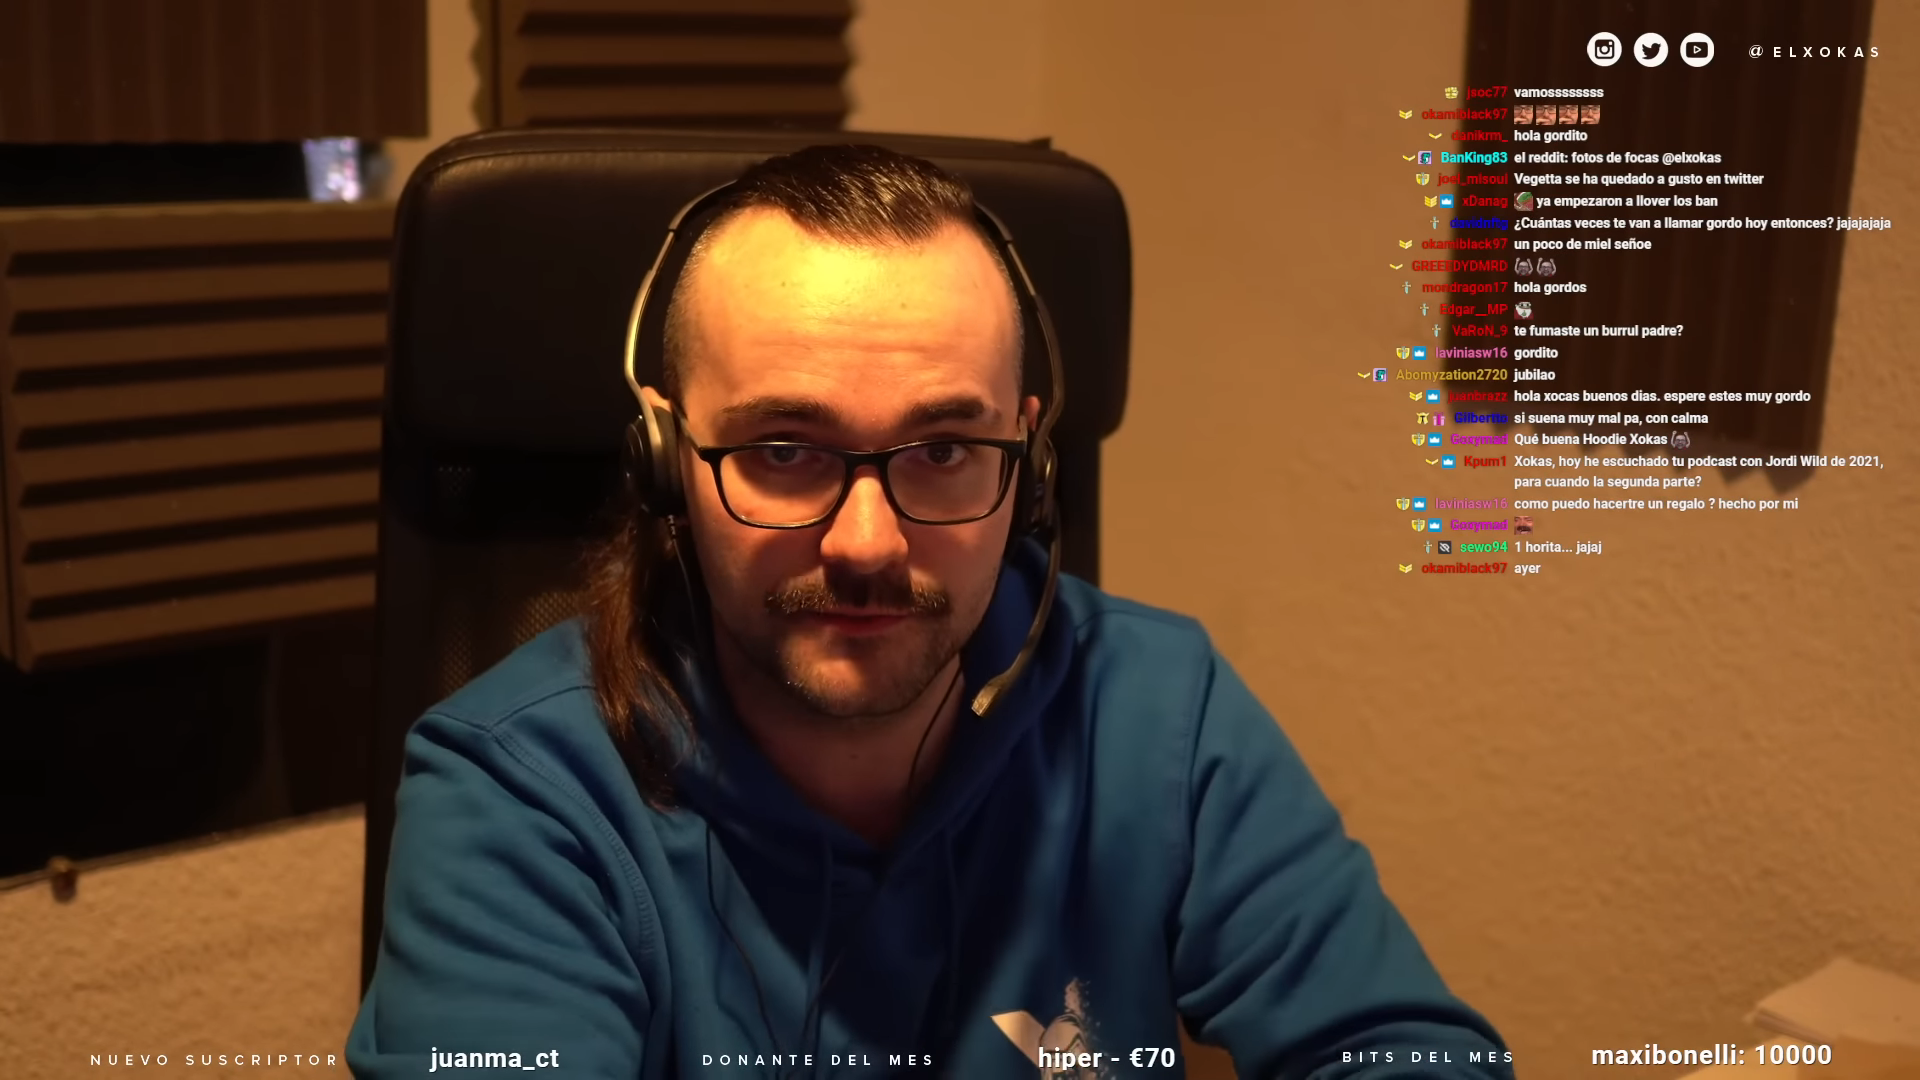 @ELXOKAS
jsoc77 vamossssssss
okamiblack97
danikrm_ hola gordito
BanKing83 el reddit: fotos de focas @elxokas
joel_misoul Vegetta se ha quedado a gusto en twitter
xDanag ya empezaron a llover los ban
¿Cuántas veces te van a llamar gordo hoy entonces? jajajajaja
okamiblack97 un poco de miel señoe
GREEEDYDMRD
mondragon17 hola gordos
Edgar__MP
VaRoN_9 te fumaste un burrul padre?
laviniasw16 gordito
Abomyzation2720 jubilao
juanbrazz hola xocas buenos dias. espere estes muy gordo
Gilbertto si suena muy mal pa, con calma
Gozymad Qué buena Hoodie Xokas
Kpum1 Xokas, hoy he escuchado tu podcast con Jordi Wild de 2021,
para cuando la segunda parte?
laviniasw16 como puedo hacertre un regalo ? hecho por mi
Gozymad
sewo94 1 horita... jajaj
okamiblack97 ayer
NUEVO SUSCRIPTOR juanma_ct DONANTE DEL MES hiper - €70 BITS DEL MES maxibonelli: 10000